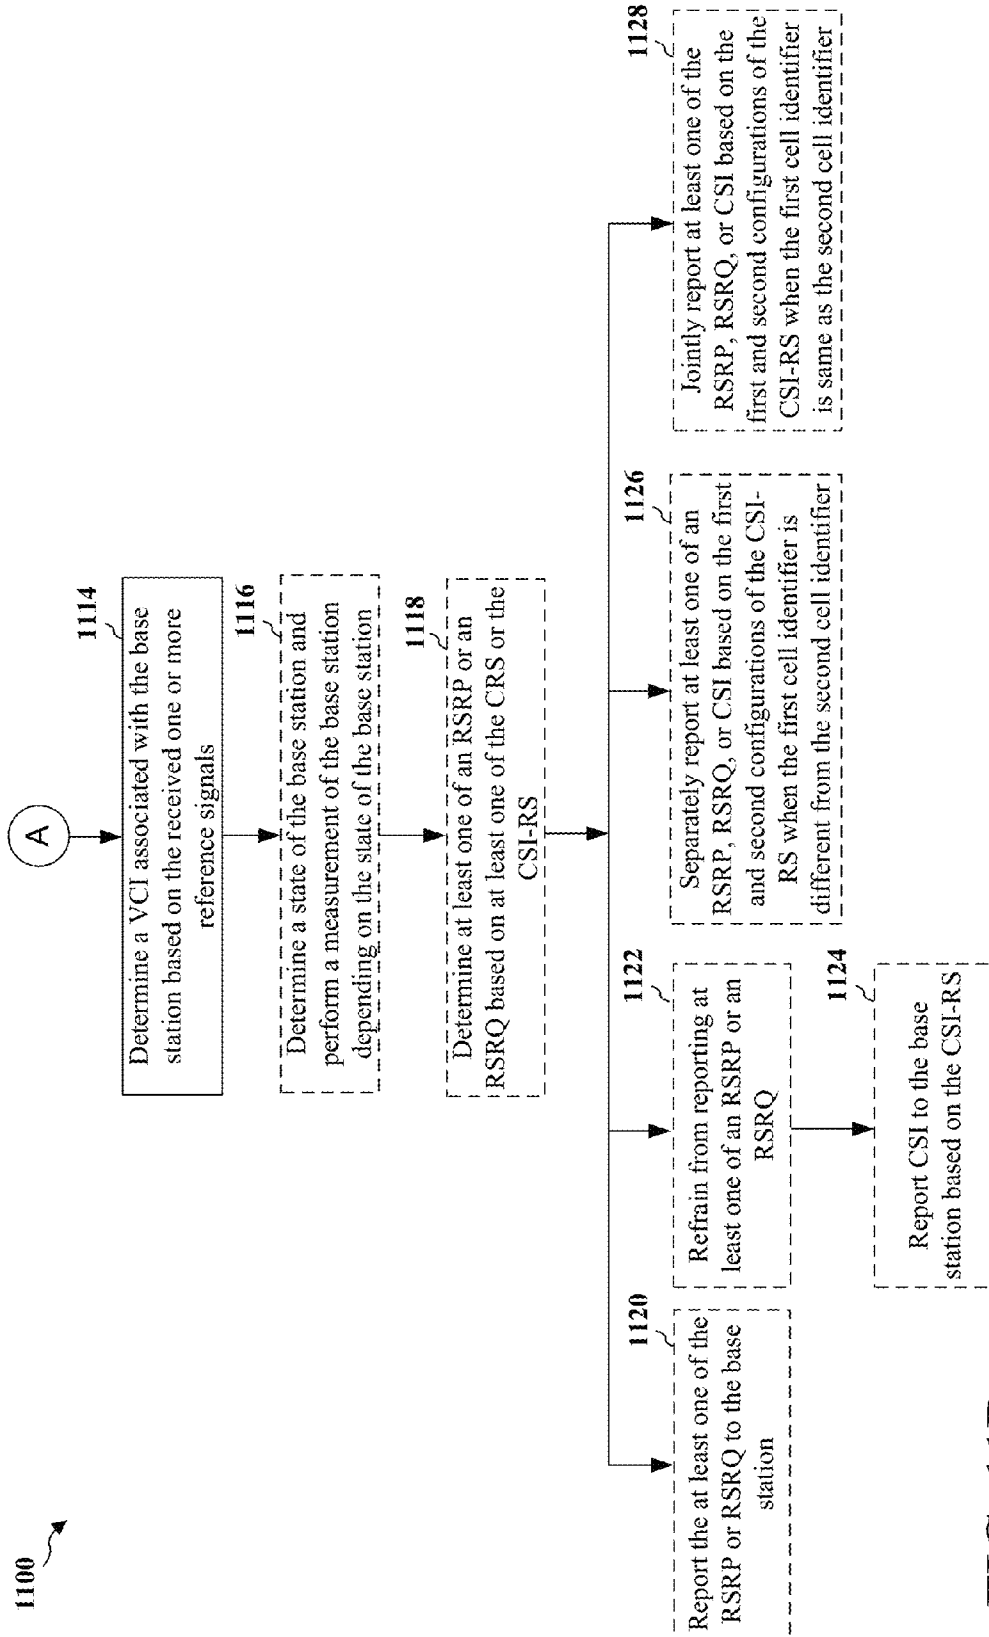 1100
A
1114
Determine a VCI associated with the base
station based on the received one or more
reference signals
1116
Determine a state of the base station and
perform a measurement of the base station
depending on the state of the base station
1118
Determine at least one of an RSRP or an
RSRQ based on at least one of the CRS or the
CSI-RS
1120
Report the at least one of the
RSRP or RSRQ to the base
station
1122
Refrain from reporting at
least one of an RSRP or an
RSRQ
1124
Report CSI to the base
station based on the CSI-RS
1126
Separately report at least one of an
RSRP, RSRQ, or CSI based on the first
and second configurations of the CSI-
RS when the first cell identifier is
different from the second cell identifier
1128
Jointly report at least one of the
RSRP, RSRQ, or CSI based on the
first and second configurations of the
CSI-RS when the first cell identifier
is same as the second cell identifier